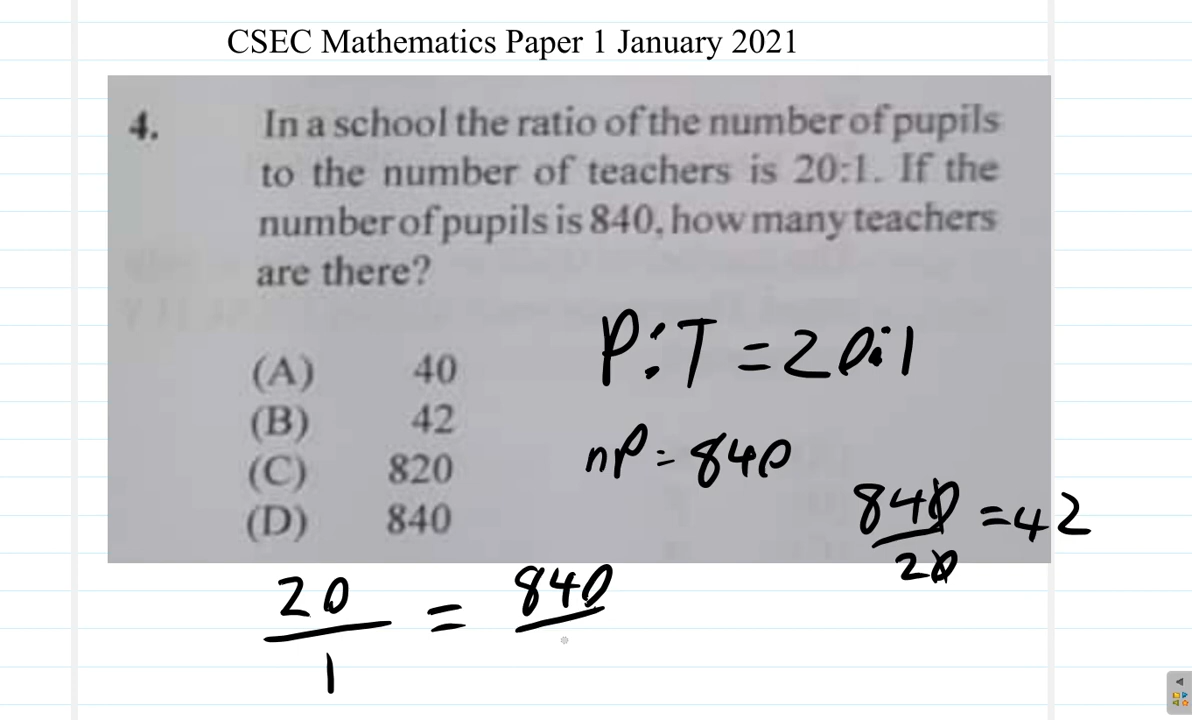 CSEC Mathematics Paper 1 January 2021
4. In a school the ratio of the number of pupils
to the number of teachers is 20:1. If the
number of pupils is 840, how many teachers
are there?
(A) 40
(B) 42
(C) 820
(D) 840
P:T = 20:1
nP = 840
840/20 = 42
20/1 = 840/